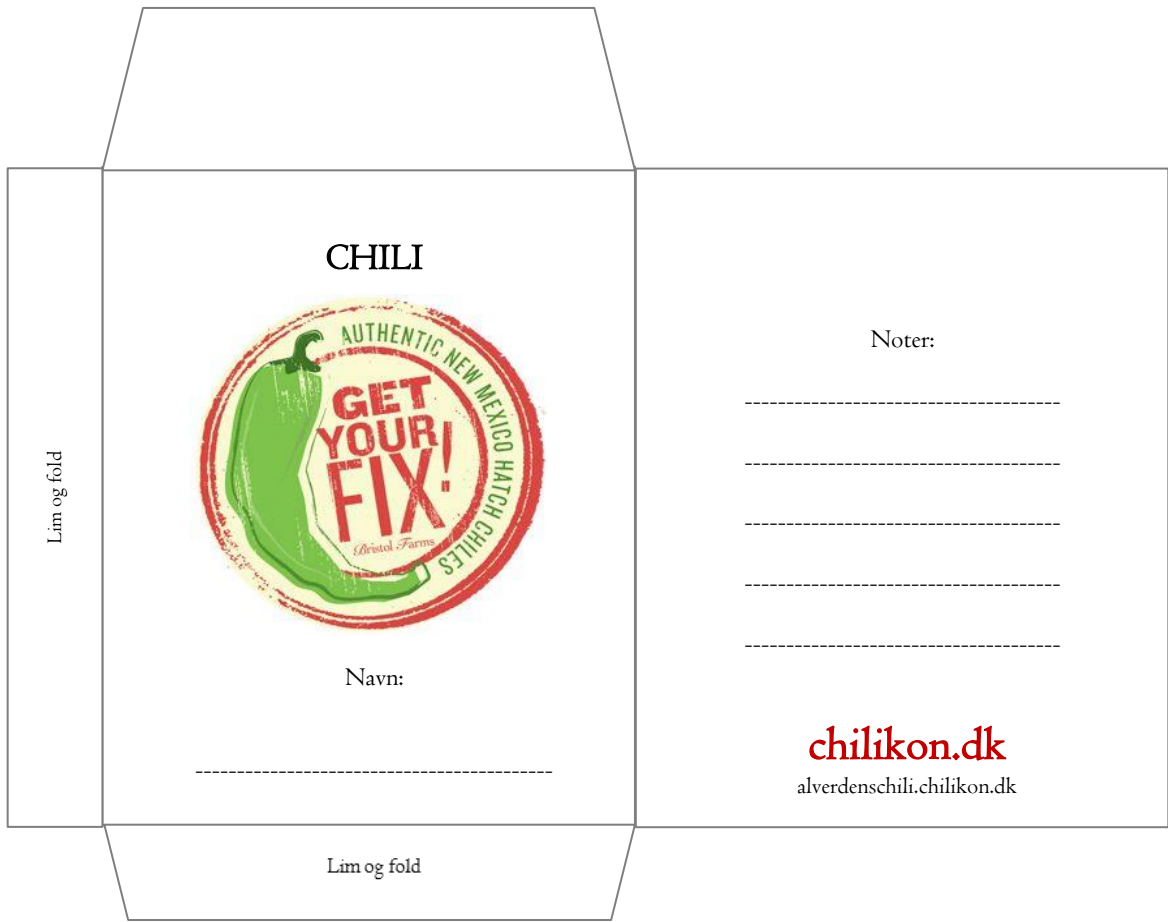 Lim og fold
CHILI
AUTHENTIC NEW MEXICO HATCH CHILES
GET
YOUR
FIX!
Bristol Farms
Navn:
Lim og fold
Noter:
chilikon.dk
alverdenschili.chilikon.dk